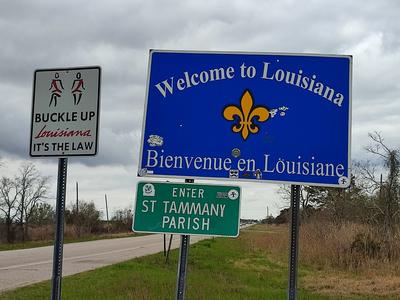 BUCKLE UP
Louisiana
IT'S THE LAW
Welcome to Louisiana
Bienvenue en Louisiane
ENTER
ST TAMMANY
PARISH